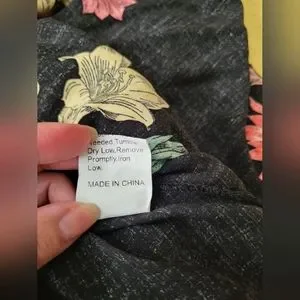 Needed,Tumble
Dry Low,Remove
Promptly,Iron
Low.
MADE IN CHINA